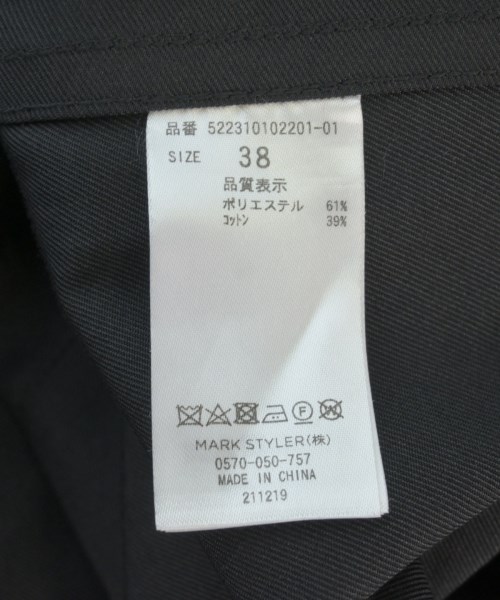 品番 522310102201-01
SIZE 38
品質表示
ポリエステル 61%
コットン 39%
MARK STYLER(株)
0570-050-757
MADE IN CHINA
211219